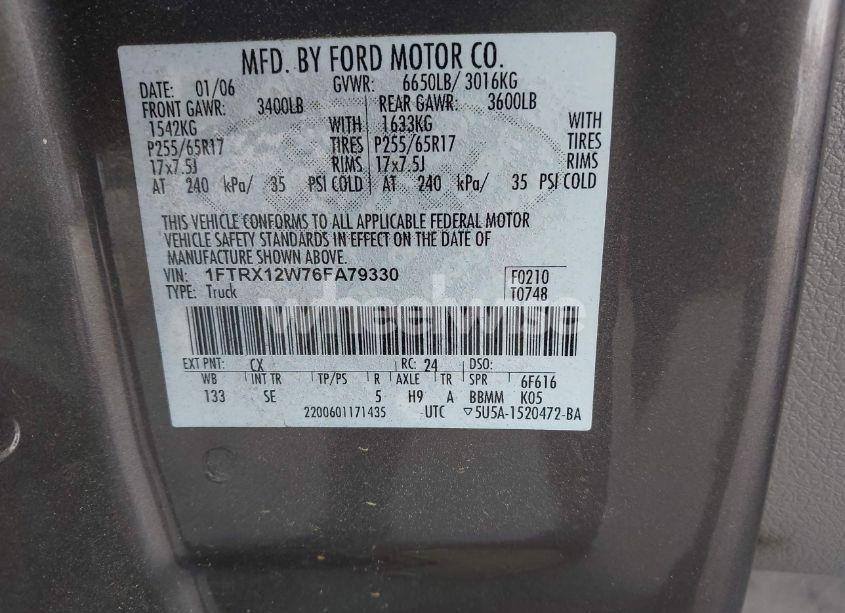 MFD. BY FORD MOTOR CO.
DATE: 01/06 GVWR: 6650LB/ 3016KG
FRONT GAWR: 3400LB REAR GAWR: 3600LB
1542KG WITH 1633KG WITH
P255/65R17 TIRES P255/65R17 TIRES
17x7.5J RIMS 17x7.5J RIMS
AT 240 kPa/ 35 PSI COLD AT 240 kPa/ 35 PSI COLD
THIS VEHICLE CONFORMS TO ALL APPLICABLE FEDERAL MOTOR
VEHICLE SAFETY STANDARDS IN EFFECT ON THE DATE OF
MANUFACTURE SHOWN ABOVE.
VIN: 1FTRX12W76FA79330 F0210
TYPE: Truck T0748
wheelwise
EXT PNT: CX RC: 24 DSO:
WB INT TR TP/PS R AXLE TR SPR 6F616
133 SE 5 H9 A BBMM K05
2200601171435 UTC ▽5U5A-1520472-BA